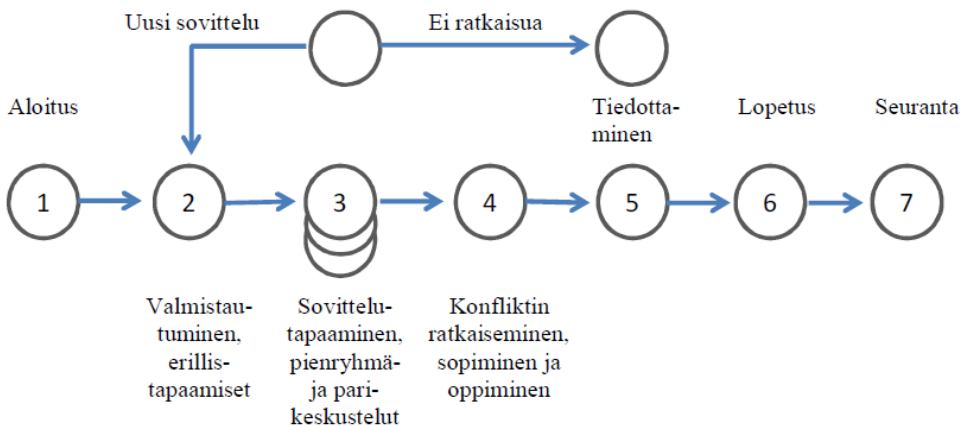 Uusi sovittelu
Ei ratkaisua
Aloitus
Tiedotta-
minen
Lopetus
Seuranta
1
2
3
4
5
6
7
Valmistau-
tuminen,
erillis-
tapaamiset
Sovittelu-
tapaaminen,
pienryhmä-
ja pari-
keskustelut
Konfliktin
ratkaiseminen,
sopiminen ja
oppiminen